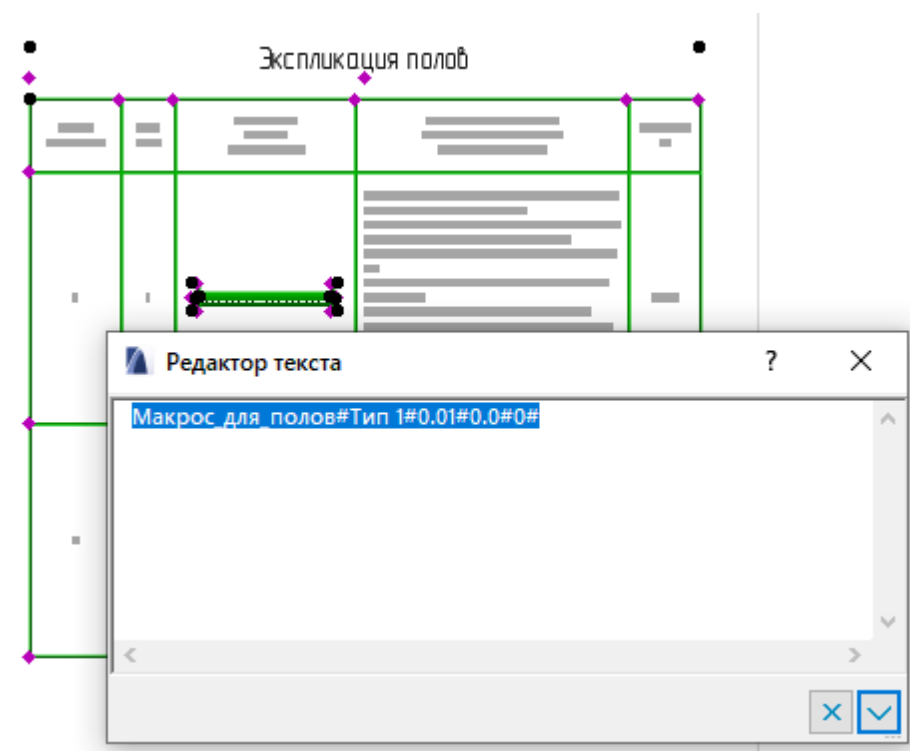 Экспликация полов
Редактор текста
?
Макрос_для_полов#Тип 1#0.01#0.0#0#